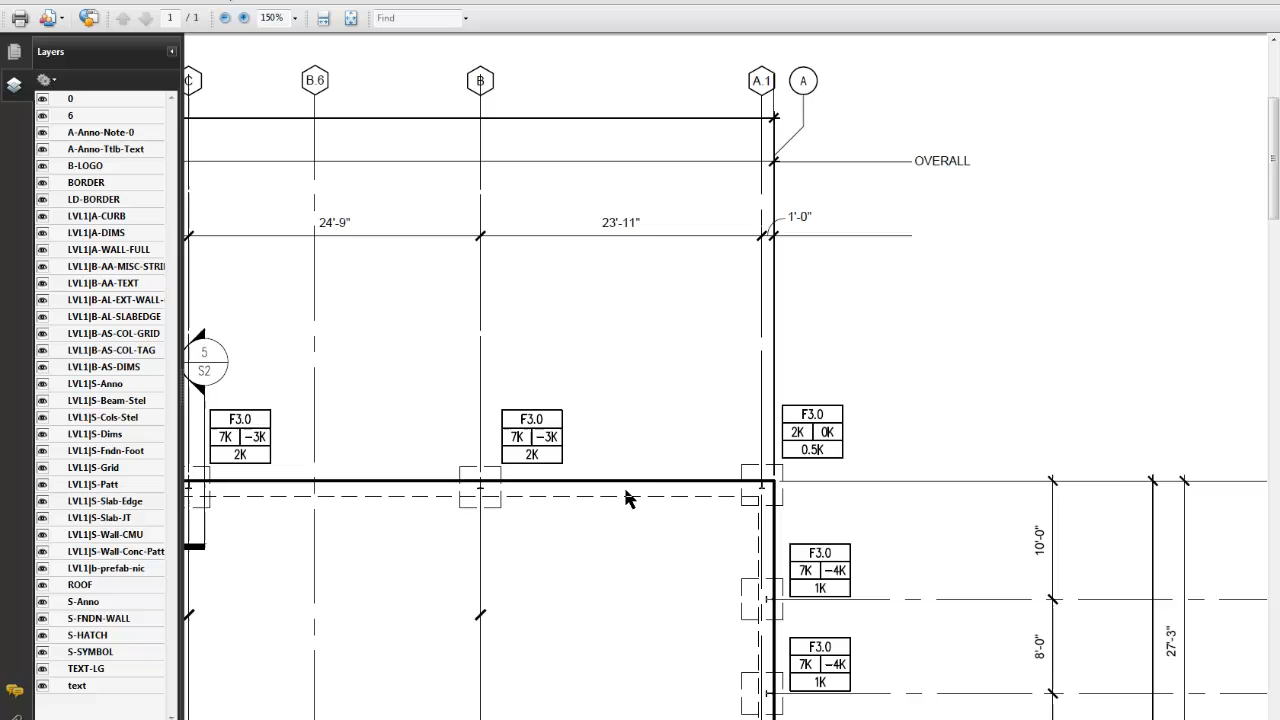 1 / 1 150% Find
Layers
0
6
A-Anno-Note-0
A-Anno-Ttlb-Text
B-LOGO
BORDER
LD-BORDER
LVL1|A-CURB
LVL1|A-DIMS
LVL1|A-WALL-FULL
LVL1|B-AA-MISC-STRI
LVL1|B-AA-TEXT
LVL1|B-AL-EXT-WALL-
LVL1|B-AL-SLABEDGE
LVL1|B-AS-COL-GRID
LVL1|B-AS-COL-TAG
LVL1|B-AS-DIMS
LVL1|S-Anno
LVL1|S-Beam-Stel
LVL1|S-Cols-Stel
LVL1|S-Dims
LVL1|S-Fndn-Foot
LVL1|S-Grid
LVL1|S-Patt
LVL1|S-Slab-Edge
LVL1|S-Slab-JT
LVL1|S-Wall-CMU
LVL1|S-Wall-Conc-Patt
LVL1|b-prefab-nic
ROOF
S-Anno
S-FNDN-WALL
S-HATCH
S-SYMBOL
TEXT-LG
text
C B.6 B A.1 A
OVERALL
24'-9" 23'-11" 1'-0"
5
S2
F3.0
7K -3K
2K
F3.0
7K -3K
2K
F3.0
2K 0K
0.5K
F3.0
7K -4K
1K
F3.0
7K -4K
1K
10'-0"
8'-0"
27'-3"